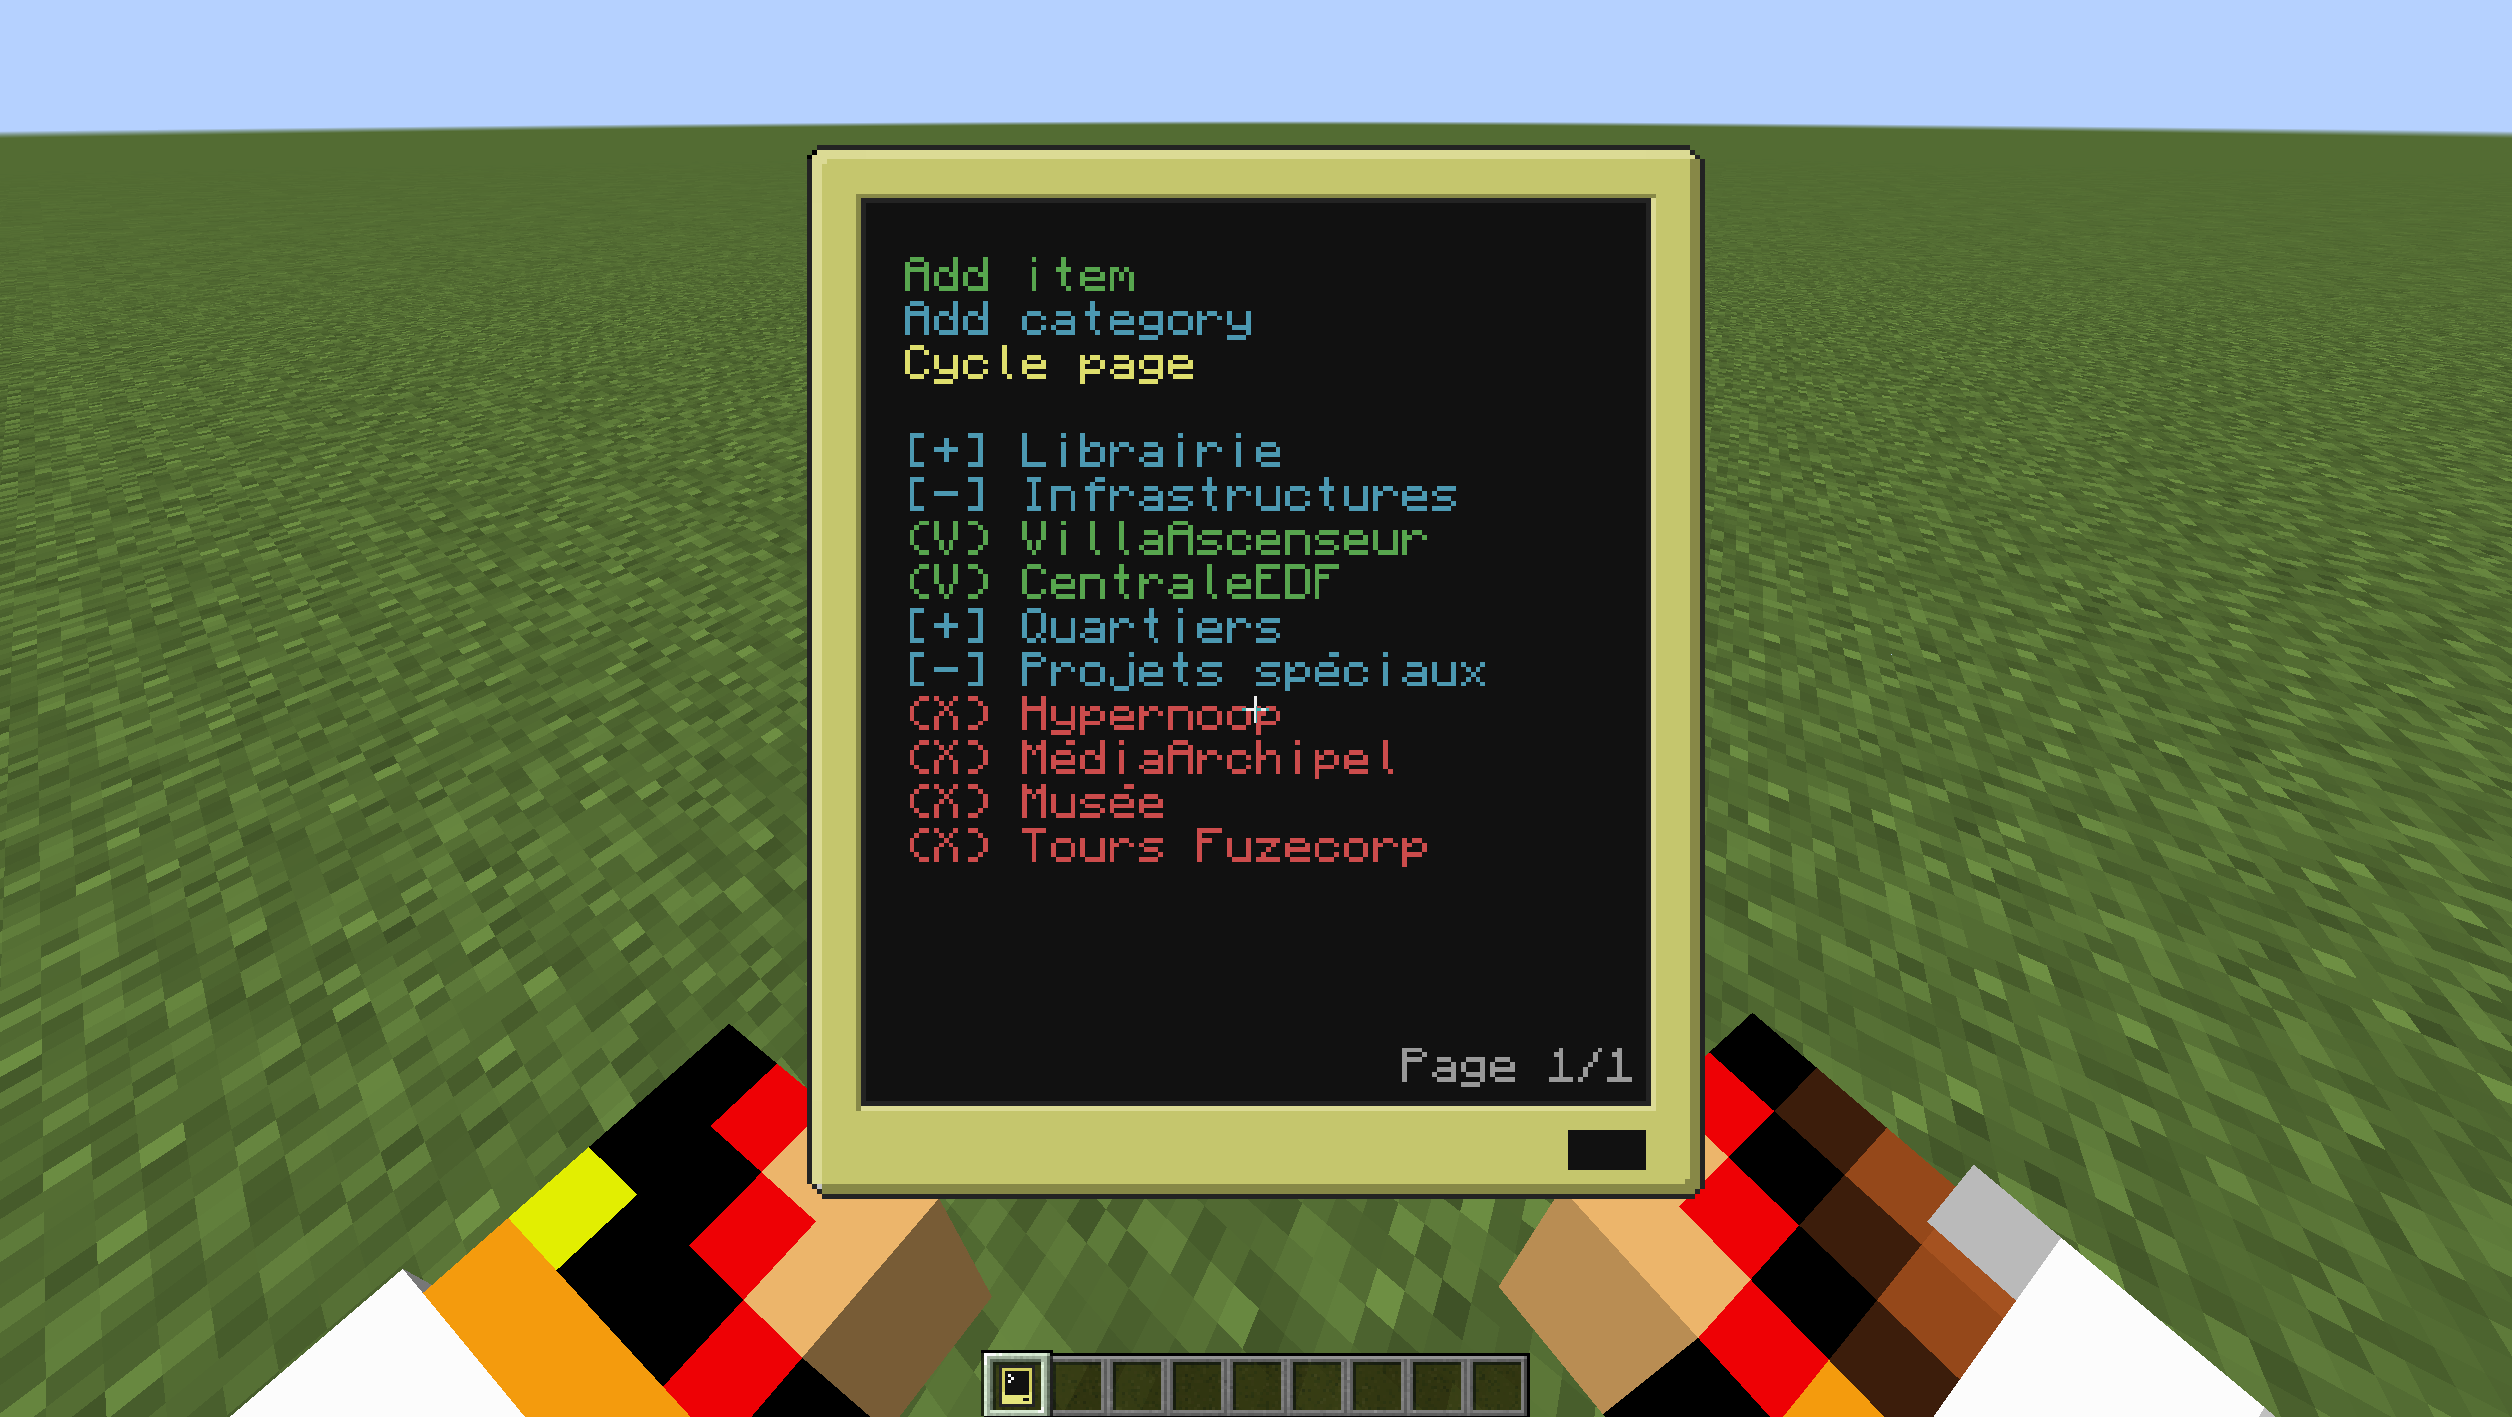 Add item
Add category
Cycle page
[+] Librairie
[-] Infrastructures
(V) VillaAscenseur
(V) CentraleEDF
[+] Quartiers
[-] Projets spéciaux
(X) Hypernoop
(X) MédiaArchipel
(X) Musée
(X) Tours Fuzecorp
Page 1/1